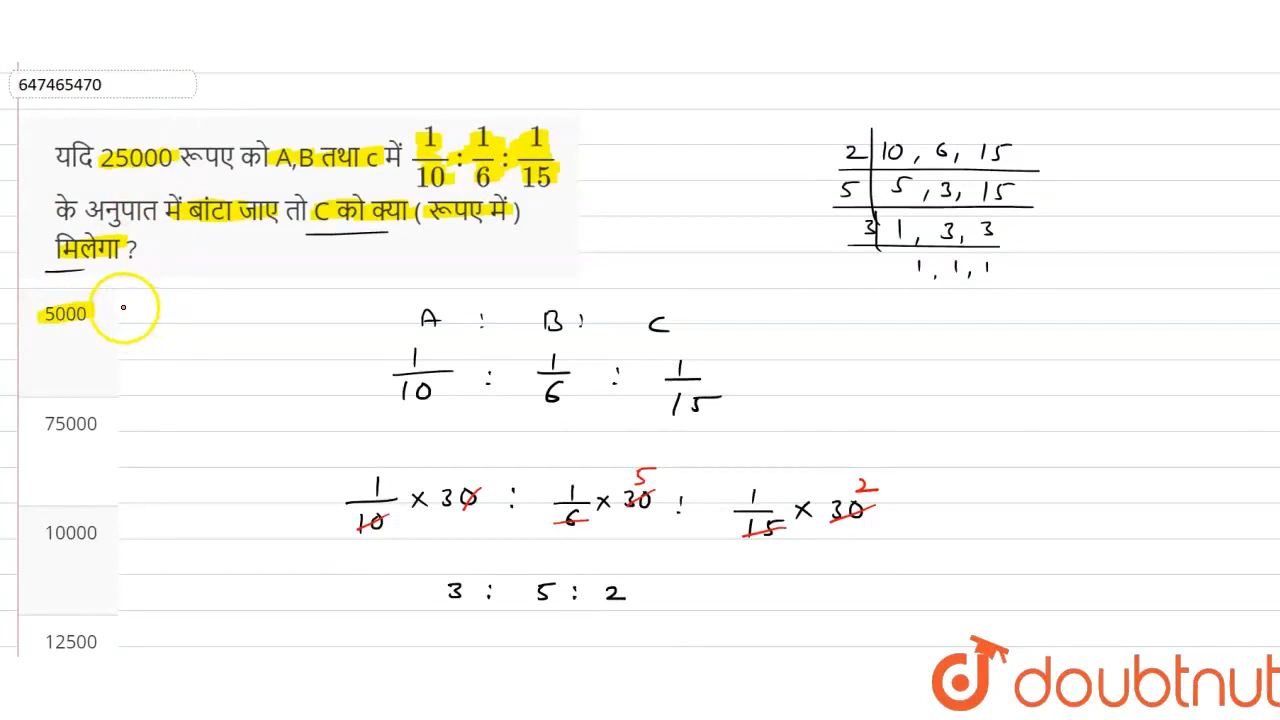 647465470
यदि 25000 रूपए को A,B तथा c में 1/10 : 1/6 : 1/15
के अनुपात में बांटा जाए तो C को क्या ( रूपए में )
मिलेगा ?
5000
75000
10000
12500
2 | 10, 6, 15
5 | 5, 3, 15
3 | 1, 3, 3
1, 1, 1
A : B : C
1/10 : 1/6 : 1/15
1/10 × 30 : 1/6 × 30 5 : 1/15 × 30 2
3 : 5 : 2
doubtnut